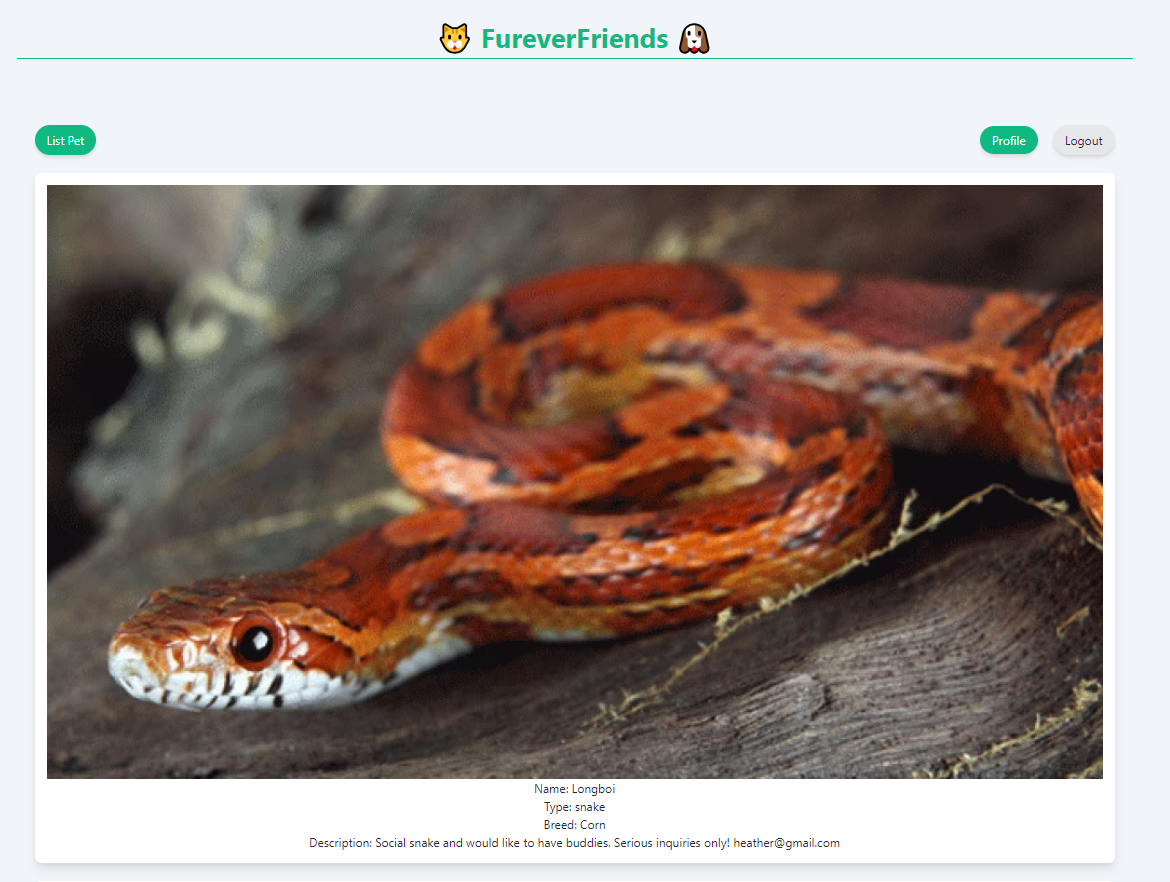 FureverFriends
List Pet
Profile
Logout
Name: Longboi
Type: snake
Breed: Corn
Description: Social snake and would like to have buddies. Serious inquiries only! heather@gmail.com